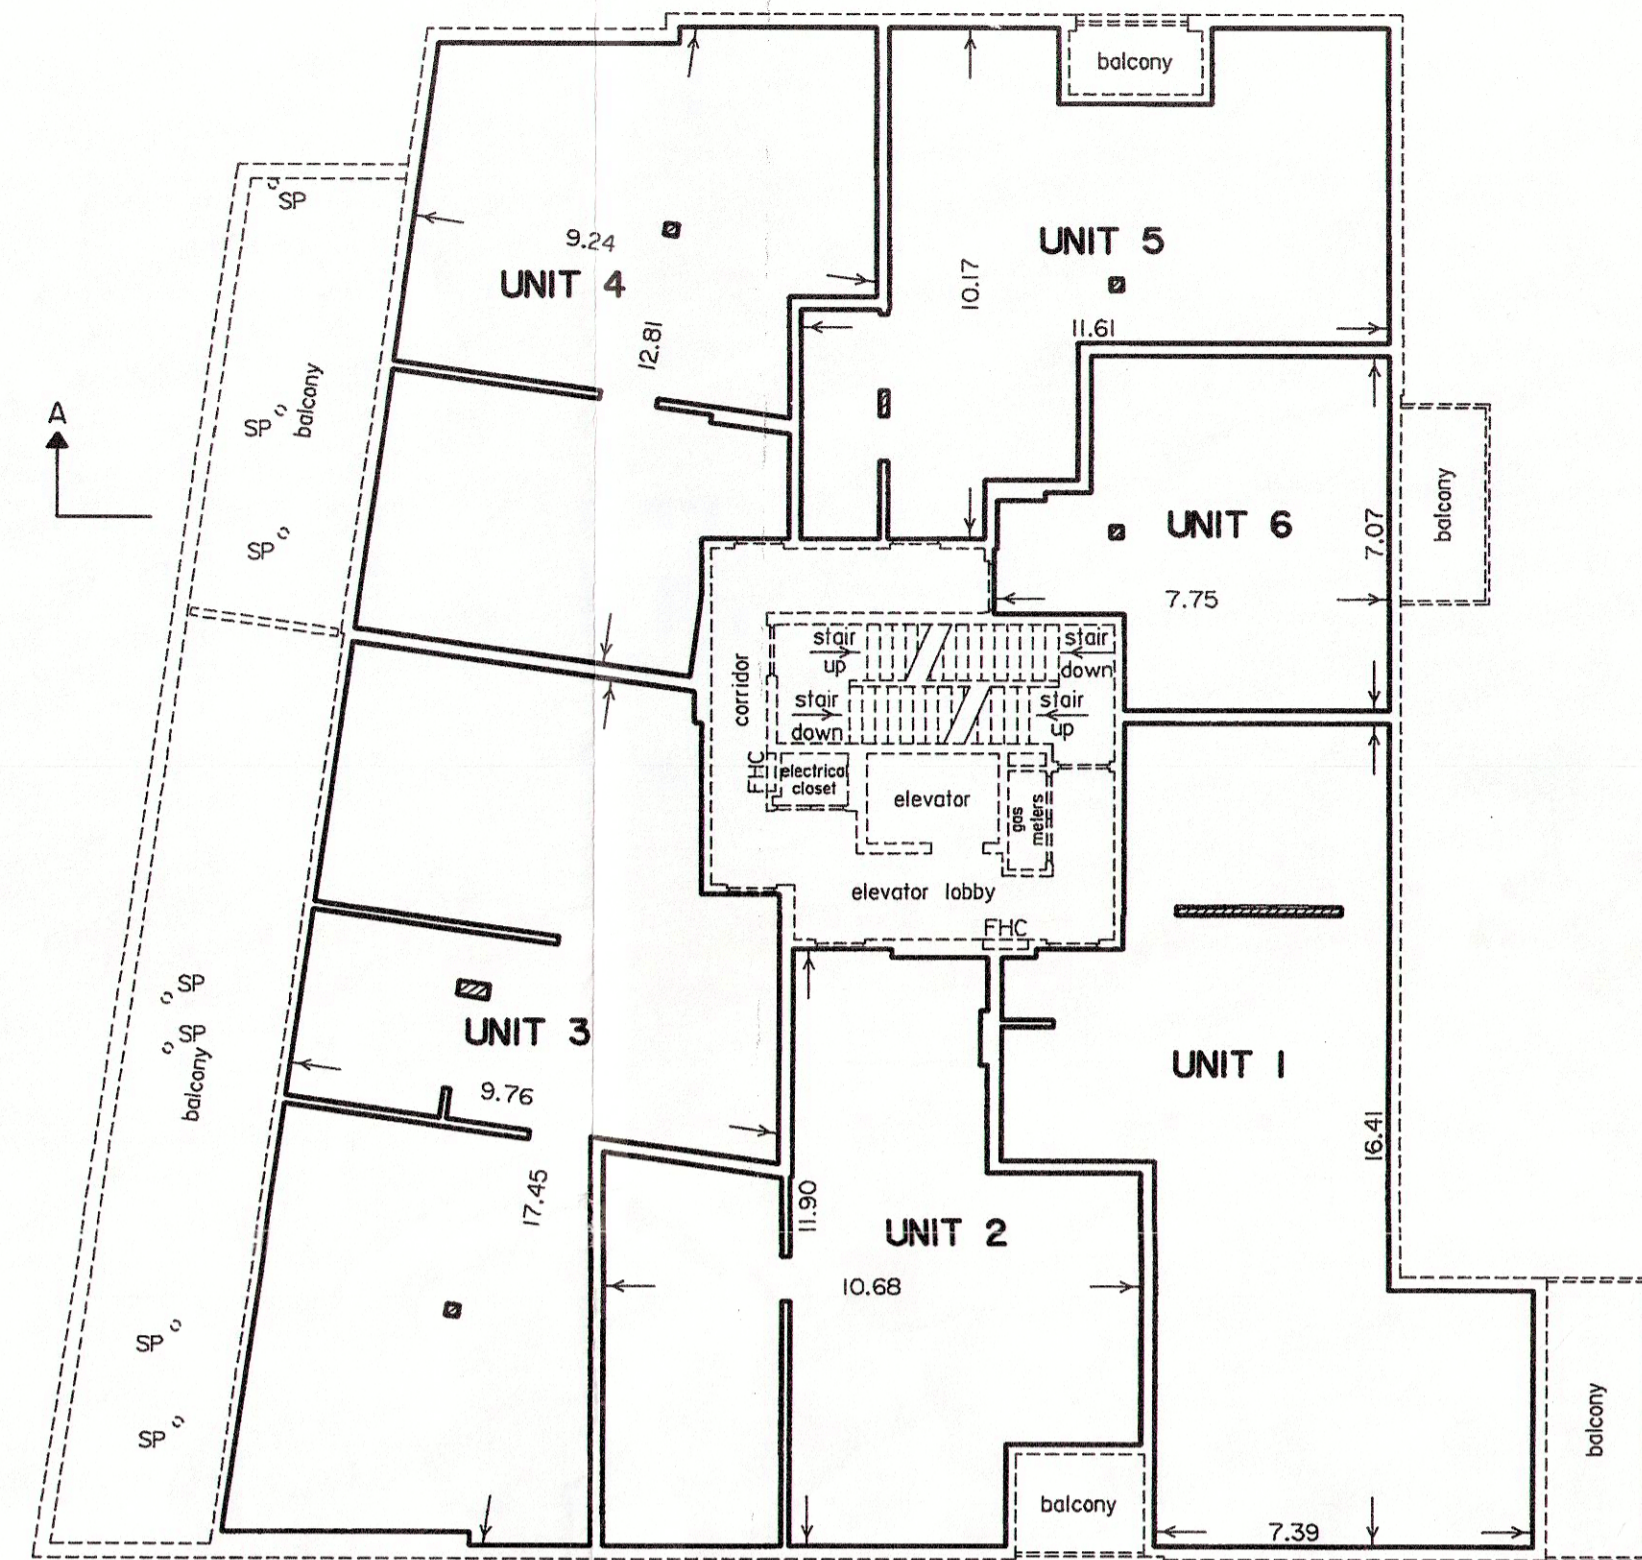 balcony
SP
UNIT 5
9.24
UNIT 4
10.17
11.61
12.81
balcony
A
SP
balcony
UNIT 6
7.07
SP
7.75
stair
up
stair
down
corridor
stair
down
stair
up
FHC
electrical
closet
elevator
gas
meters
elevator lobby
FHC
SP
UNIT 3
SP
balcony
UNIT 1
9.76
16.41
17.45
11.90
UNIT 2
10.68
SP
SP
balcony
balcony
7.39